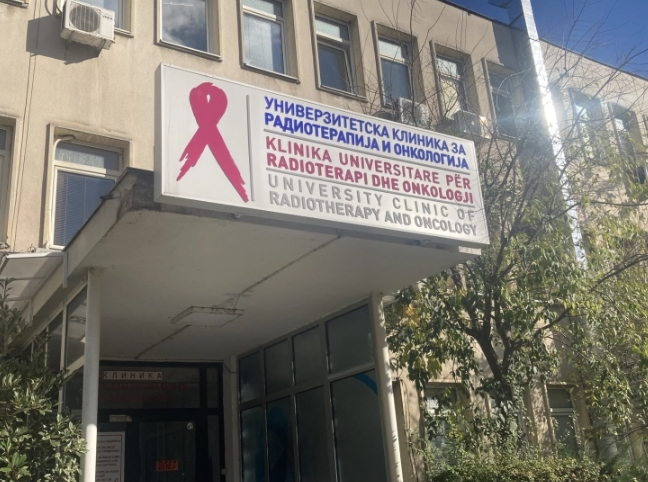 УНИВЕРЗИТЕТСКА КЛИНИКА ЗА
РАДИОТЕРАПИЈА И ОНКОЛОГИЈА
KLINIKA UNIVERSITARE PËR
RADIOTERAPI DHE ONKOLOGJI
UNIVERSITY CLINIC OF
RADIOTHERAPY AND ONCOLOGY
КЛИНИКА